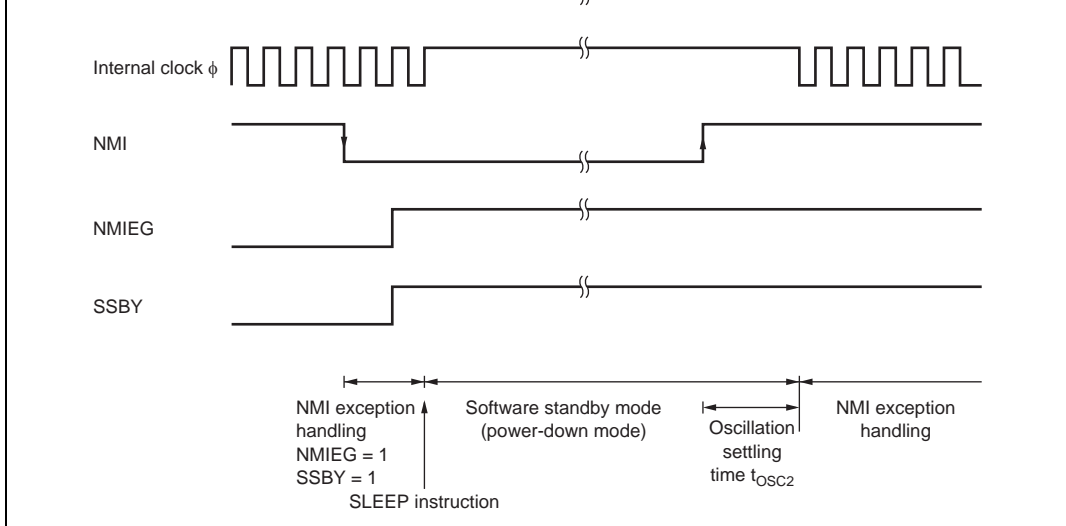 Internal clock ϕ
NMI
NMIEG
SSBY
NMI exception
handling
NMIEG = 1
SSBY = 1
SLEEP instruction
Software standby mode
(power-down mode)
Oscillation
settling
time tOSC2
NMI exception
handling